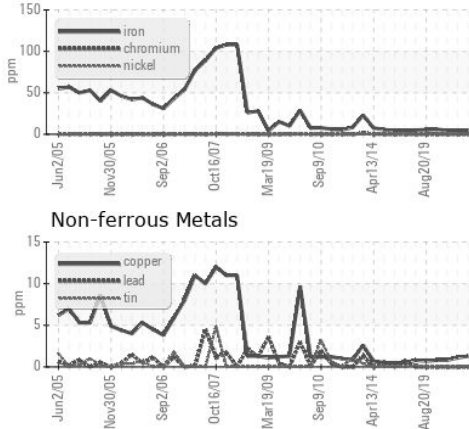 150
iron
chromium
nickel
100
ppm
50
0
Jun2/05
Nov30/05
Sep2/06
Oct16/07
Mar19/09
Sep9/10
Apr13/14
Aug20/19
Non-ferrous Metals
15
copper
lead
tin
10
ppm
5
0
Jun2/05
Nov30/05
Sep2/06
Oct16/07
Mar19/09
Sep9/10
Apr13/14
Aug20/19